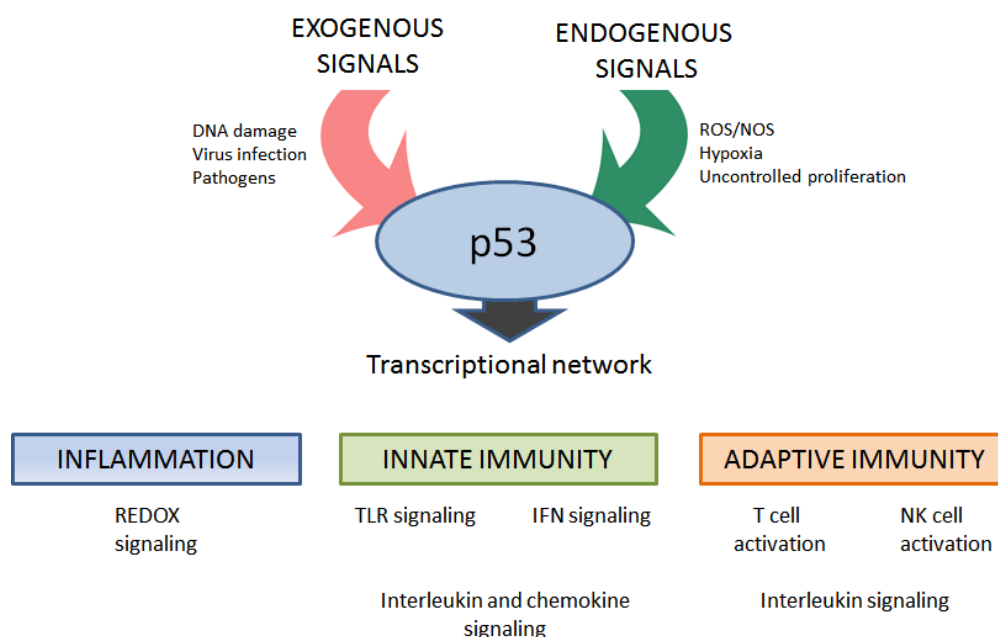 EXOGENOUS
SIGNALS
ENDOGENOUS
SIGNALS
DNA damage
Virus infection
Pathogens
ROS/NOS
Hypoxia
Uncontrolled proliferation
p53
Transcriptional network
INFLAMMATION
INNATE IMMUNITY
ADAPTIVE IMMUNITY
REDOX
signaling
TLR signaling
IFN signaling
T cell
activation
NK cell
activation
Interleukin and chemokine
signaling
Interleukin signaling